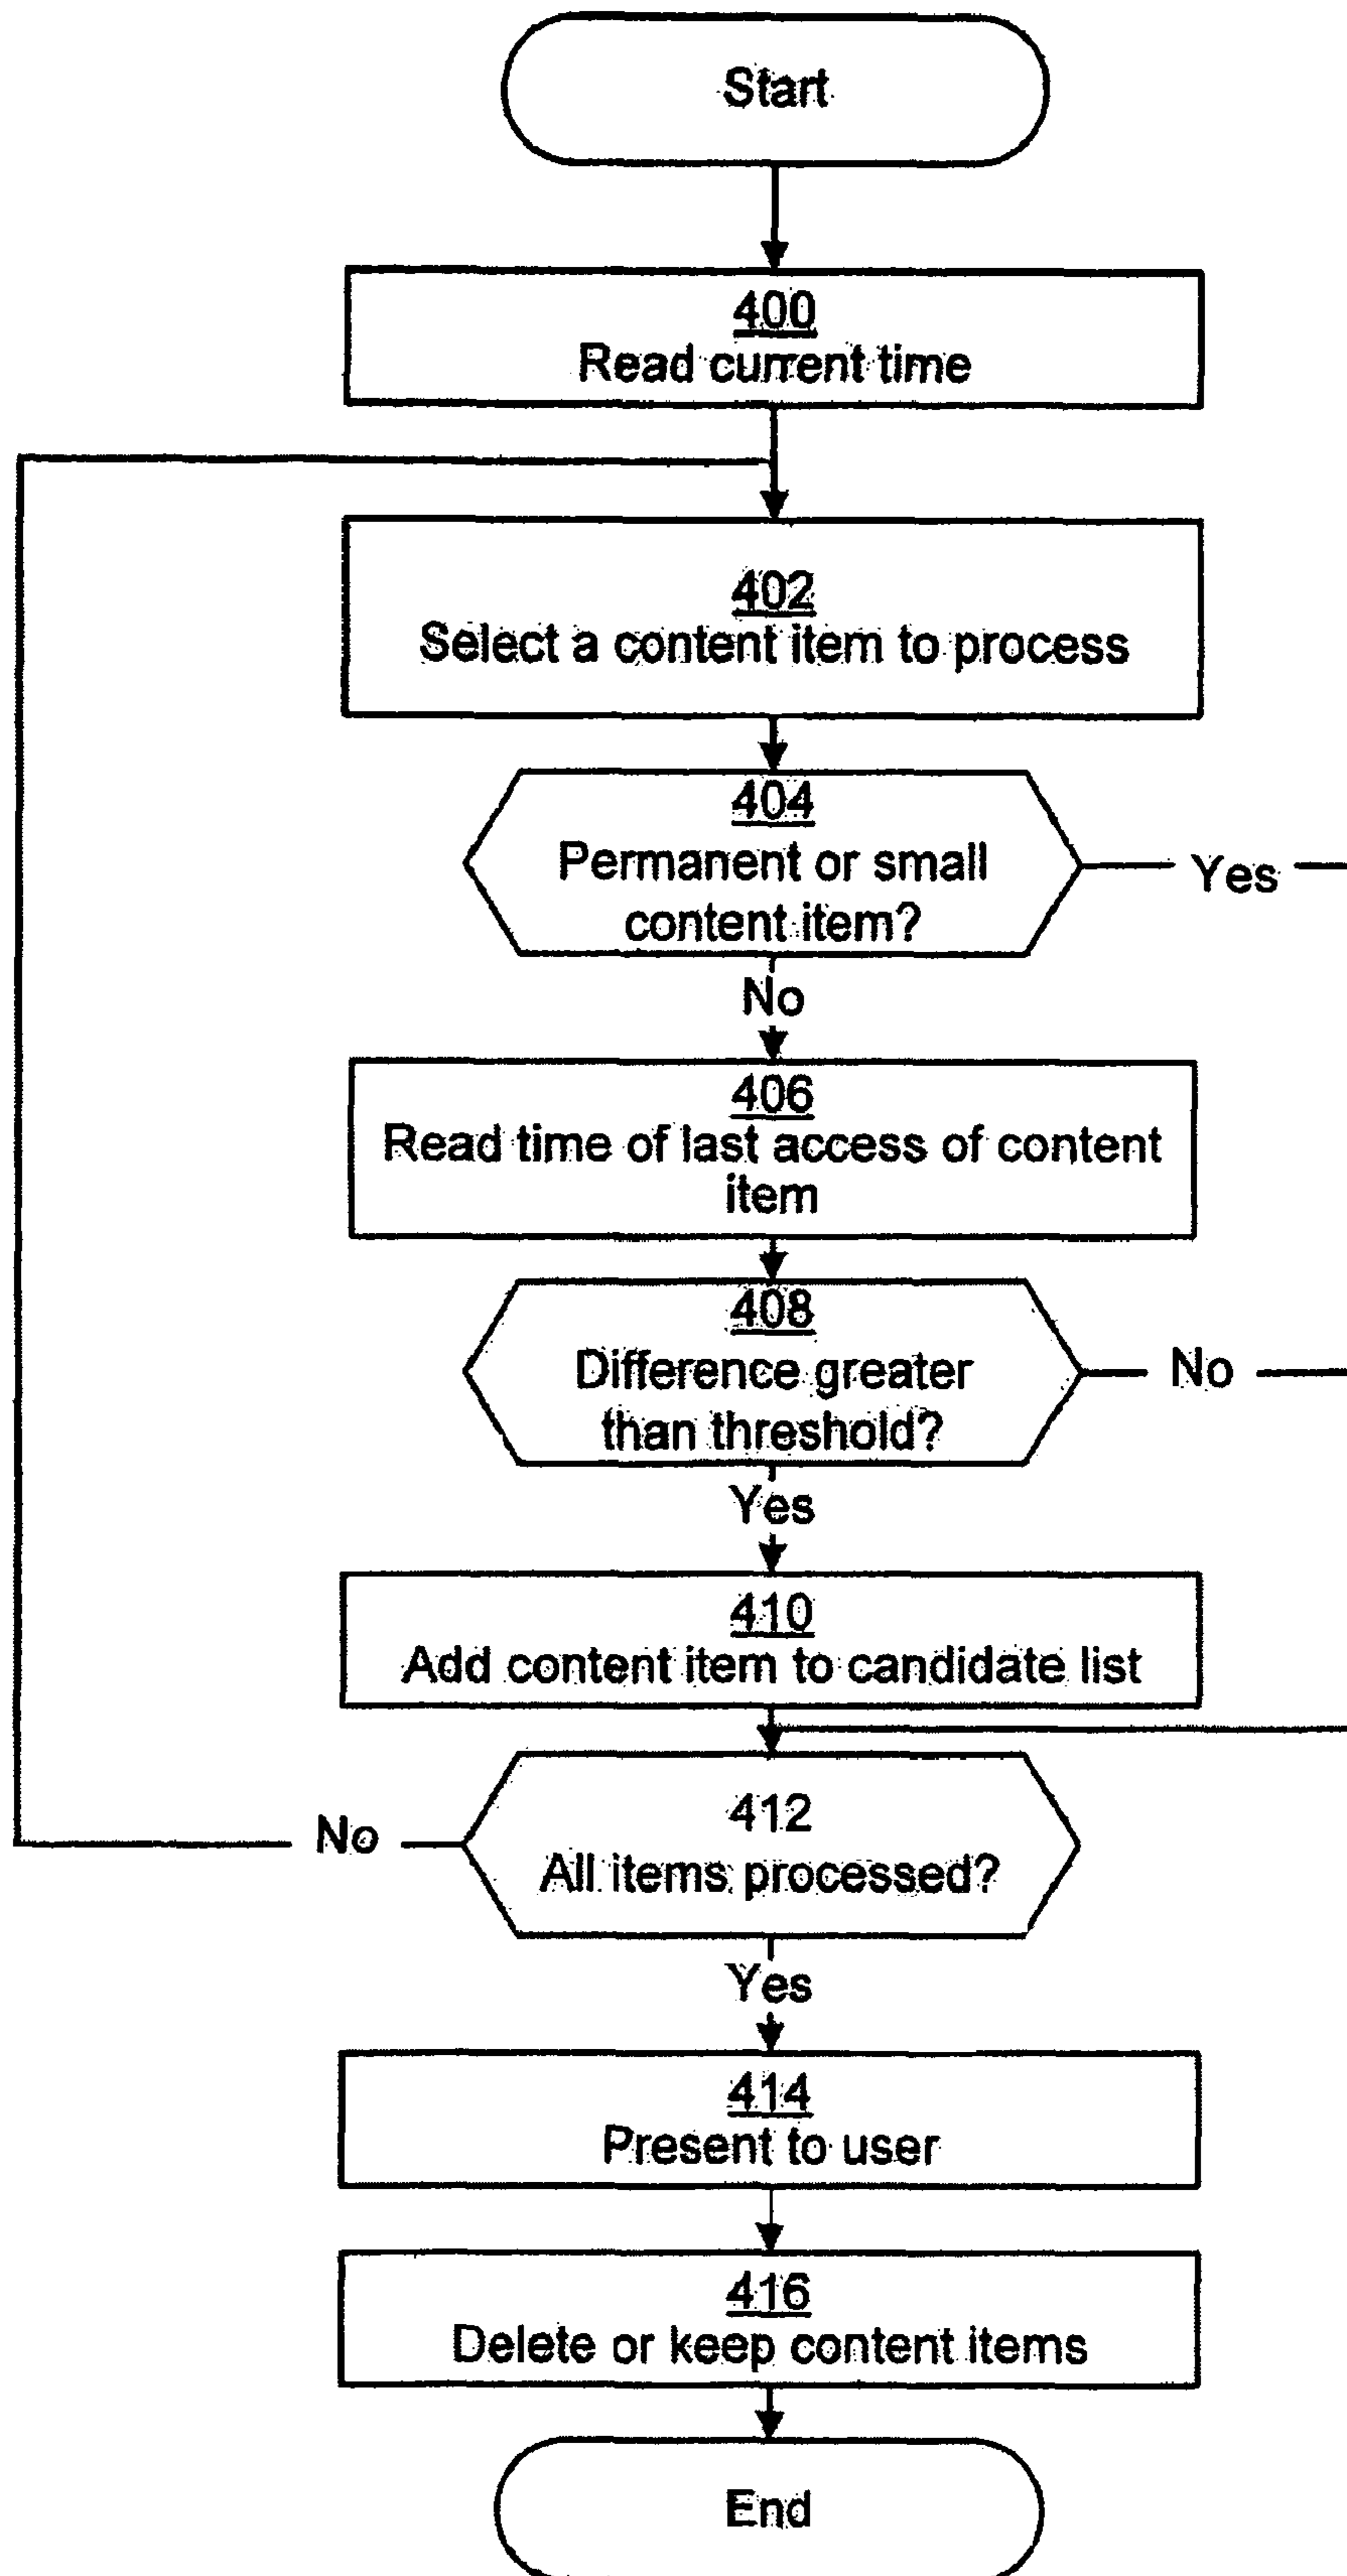 Start
400
Read current time
402
Select a content item to process
404
Permanent or small
content item?
Yes
No
406
Read time of last access of content
item
408
Difference greater
than threshold?
No
Yes
410
Add content item to candidate list
412
All items processed?
No
Yes
414
Present to user
416
Delete or keep content items
End